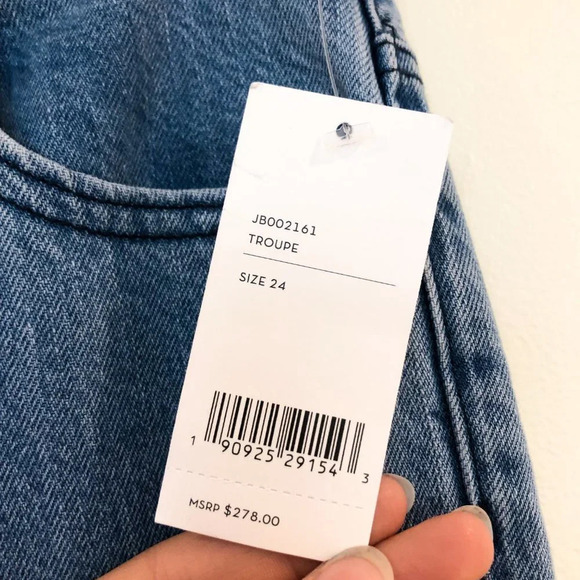 JB002161
TROUPE
SIZE 24
1 90925 29154 3
MSRP $278.00